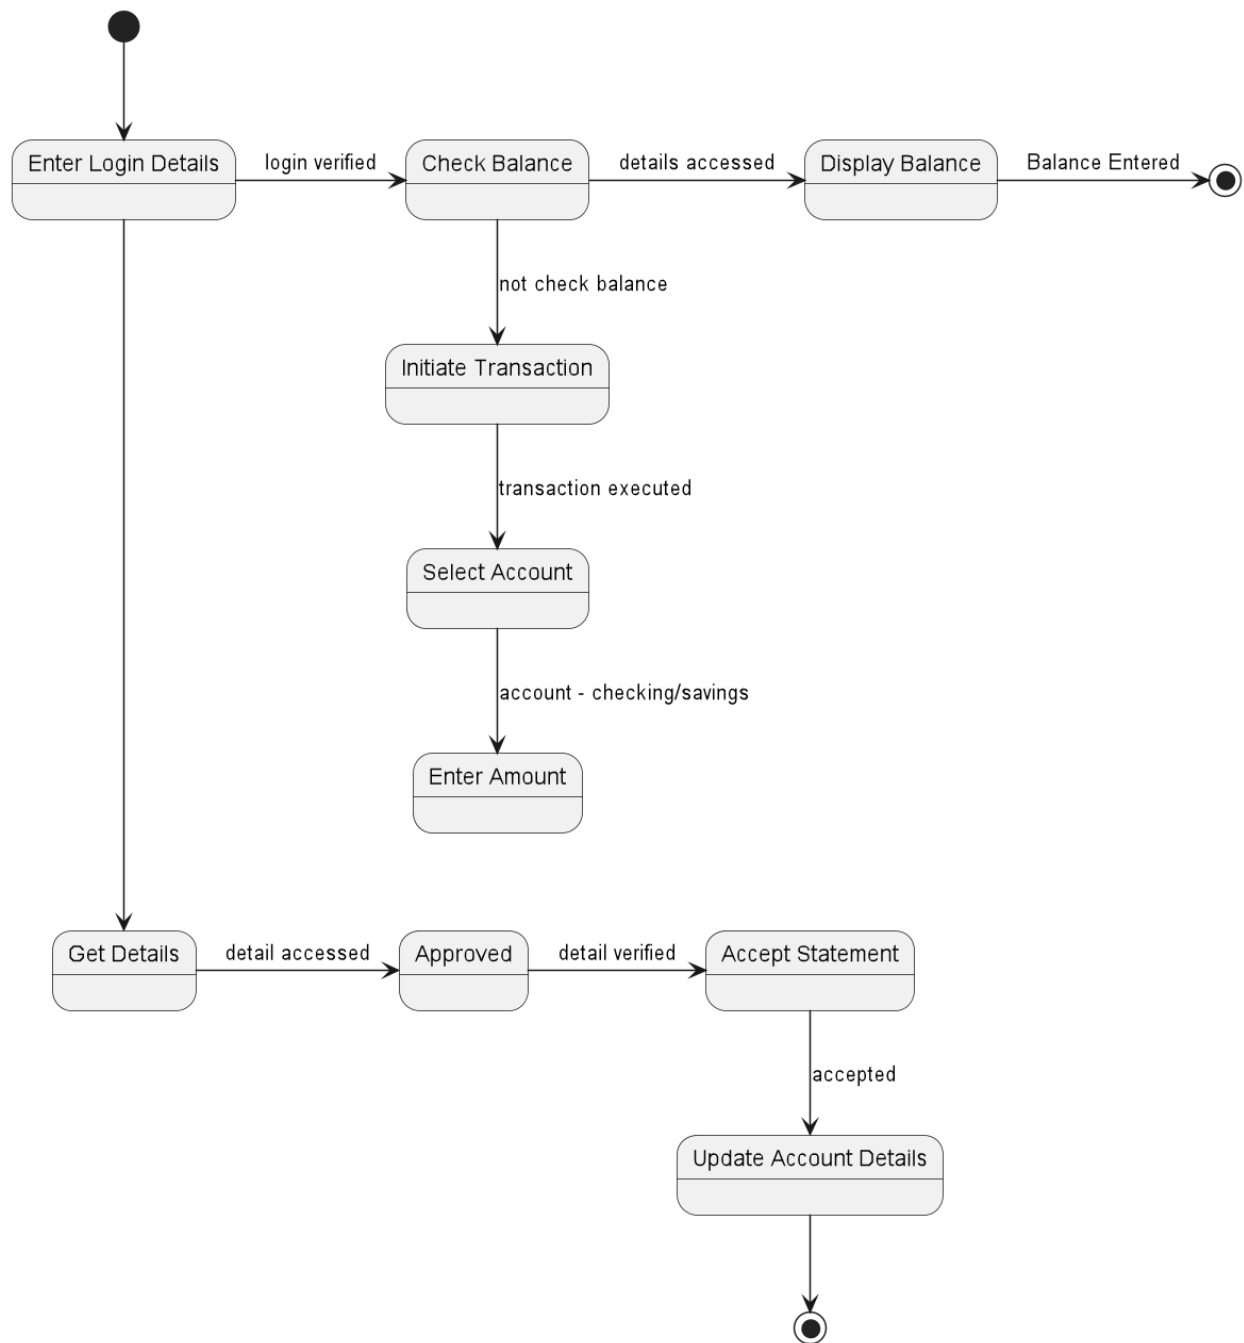 Enter Login Details
login verified
Check Balance
details accessed
Display Balance
Balance Entered
not check balance
Initiate Transaction
transaction executed
Select Account
account - checking/savings
Enter Amount
Get Details
detail accessed
Approved
detail verified
Accept Statement
accepted
Update Account Details